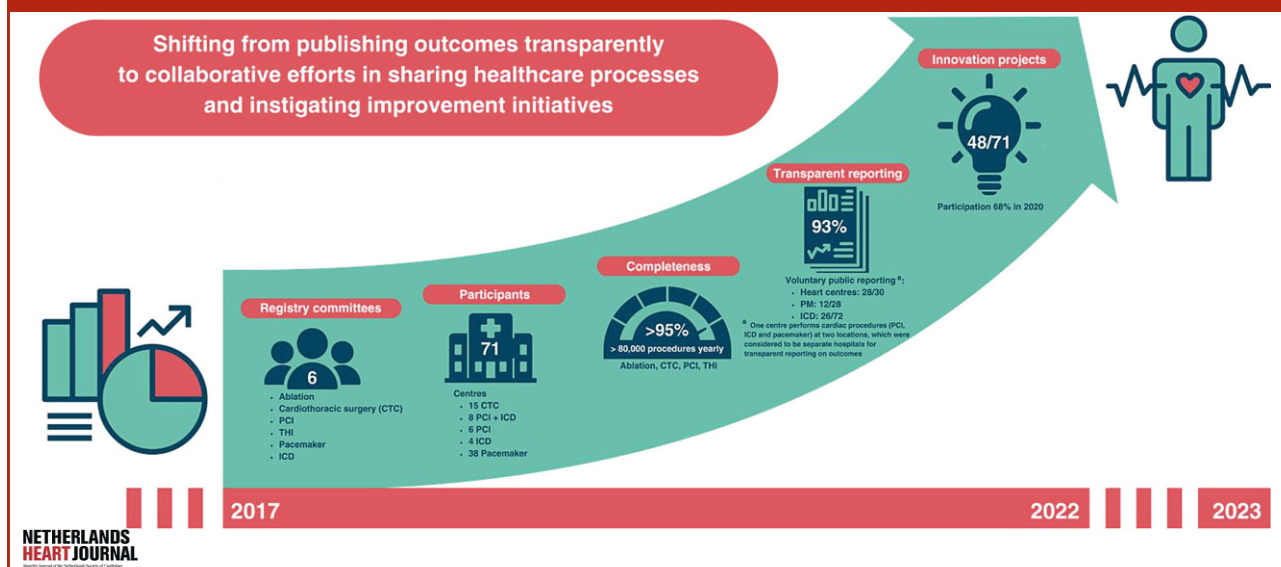 Shifting from publishing outcomes transparently
to collaborative efforts in sharing healthcare processes
and instigating improvement initiatives
Registry committees
6
• Ablation
• Cardiothoracic surgery (CTC)
• PCI
• THI
• Pacemaker
• ICD
Participants
71
Centres
• 15 CTC
• 8 PCI + ICD
• 6 PCI
• 4 ICD
• 38 Pacemaker
Completeness
>95%
> 80,000 procedures yearly
Ablation, CTC, PCI, THI
Transparent reporting
93%
Voluntary public reporting a:
• Heart centres: 28/30
• PM: 12/28
• ICD: 26/72
a One centre performs cardiac procedures (PCI,
ICD and pacemaker) at two locations, which were
considered to be separate hospitals for
transparent reporting on outcomes
Innovation projects
48/71
Participation 68% in 2020
2017
2022
2023
NETHERLANDS
HEART JOURNAL